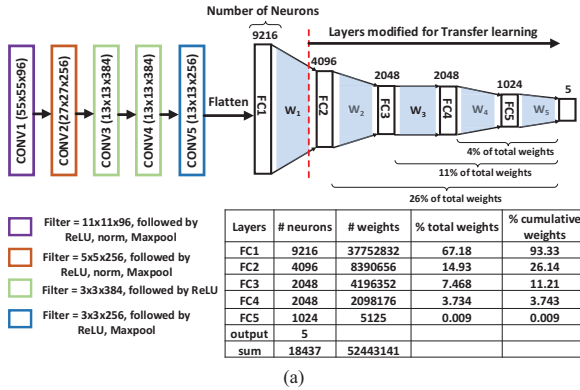 Number of Neurons
Layers modified for Transfer learning
9216
4096
2048
2048
1024
5
CONV1 (55x55x96)
CONV2(27x27x256)
CONV3 (13x13x384)
CONV4 (13x13x384)
CONV5 (13x13x256)
Flatten
FC1
W1
FC2
W2
FC3
W3
FC4
W4
FC5
W5
4% of total weights
11% of total weights
26% of total weights
Filter = 11x11x96, followed by
ReLU, norm, Maxpool
Filter = 5x5x256, followed by
ReLU, norm, Maxpool
Filter = 3x3x384, followed by ReLU
Filter = 3x3x256, followed by
ReLU, Maxpool
Layers # neurons # weights % total weights % cumulative weights
FC1 9216 37752832 67.18 93.33
FC2 4096 8390656 14.93 26.14
FC3 2048 4196352 7.468 11.21
FC4 2048 2098176 3.734 3.743
FC5 1024 5125 0.009 0.009
output 5
sum 18437 52443141
(a)